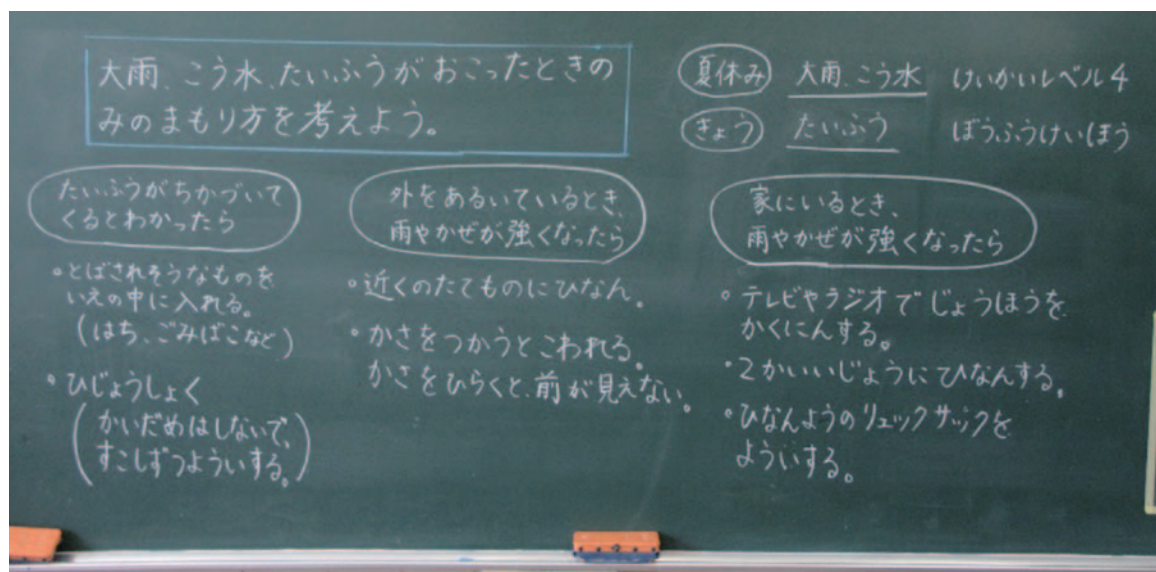 大雨、こう水、たいふうがおこったときの
みのまもり方を考えよう。
夏休み 大雨、こう水 けいかいレベル4
きょう たいふう ぼうふうけいほう
たいふうがちかづいて
くるとわかったら
・とばされそうなものを
いえの中に入れる。
(はち、ごみばこなど)
・ひじょうしょく
(かいだめはしないで、
すこしずつよういする。)
外をあるいているとき、
雨やかぜが強くなったら
・近くのたてものにひなん。
・かさをつかうとこわれる。
かさをひらくと、前が見えない。
家にいるとき、
雨やかぜが強くなったら
・テレビやラジオでじょうほうを
かくにんする。
・2かいいじょうにひなんする。
・ひなんようのリュックサックを
よういする。